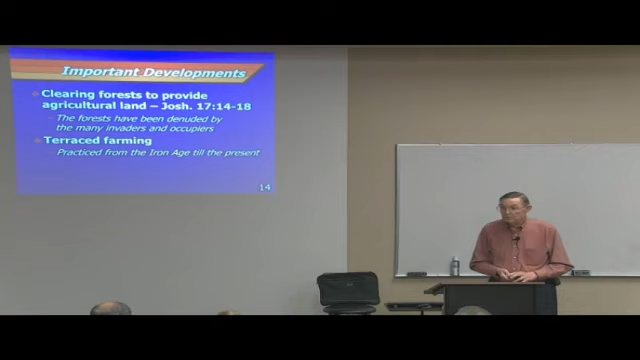 Important Developments
Clearing forests to provide
agricultural land – Josh. 17:14-18
The forests have been denuded by
the many invaders and occupiers
Terraced farming
Practiced from the Iron Age till the present
14